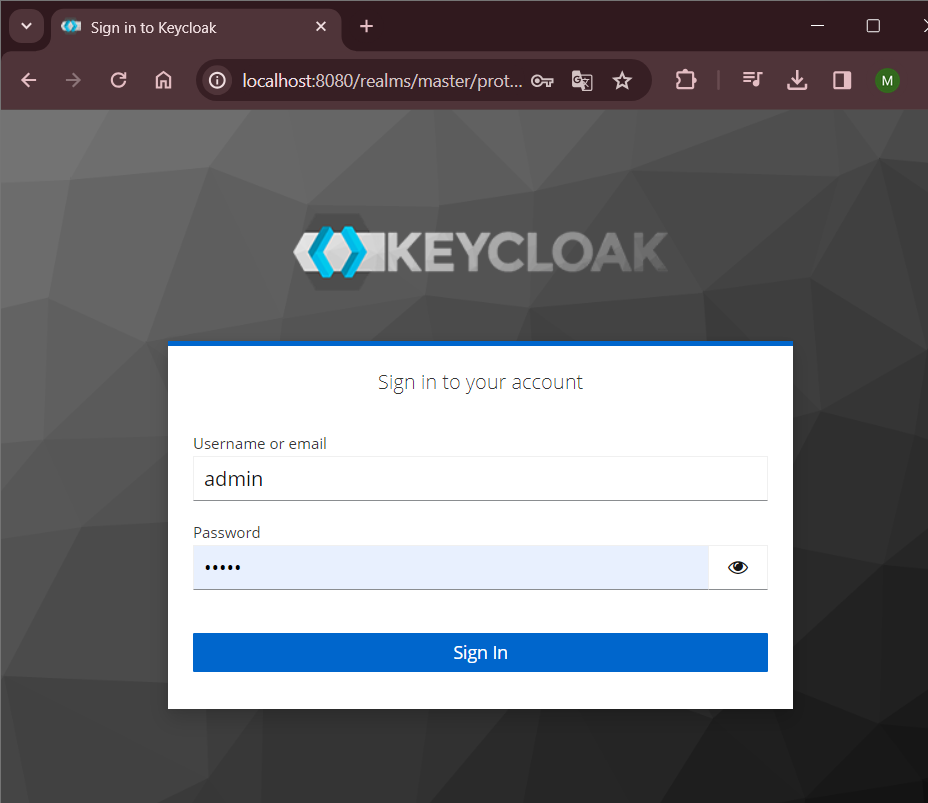 Sign in to Keycloak
localhost:8080/realms/master/prot...
M
KEYCLOAK
Sign in to your account
Username or email
admin
Password
•••••
Sign In